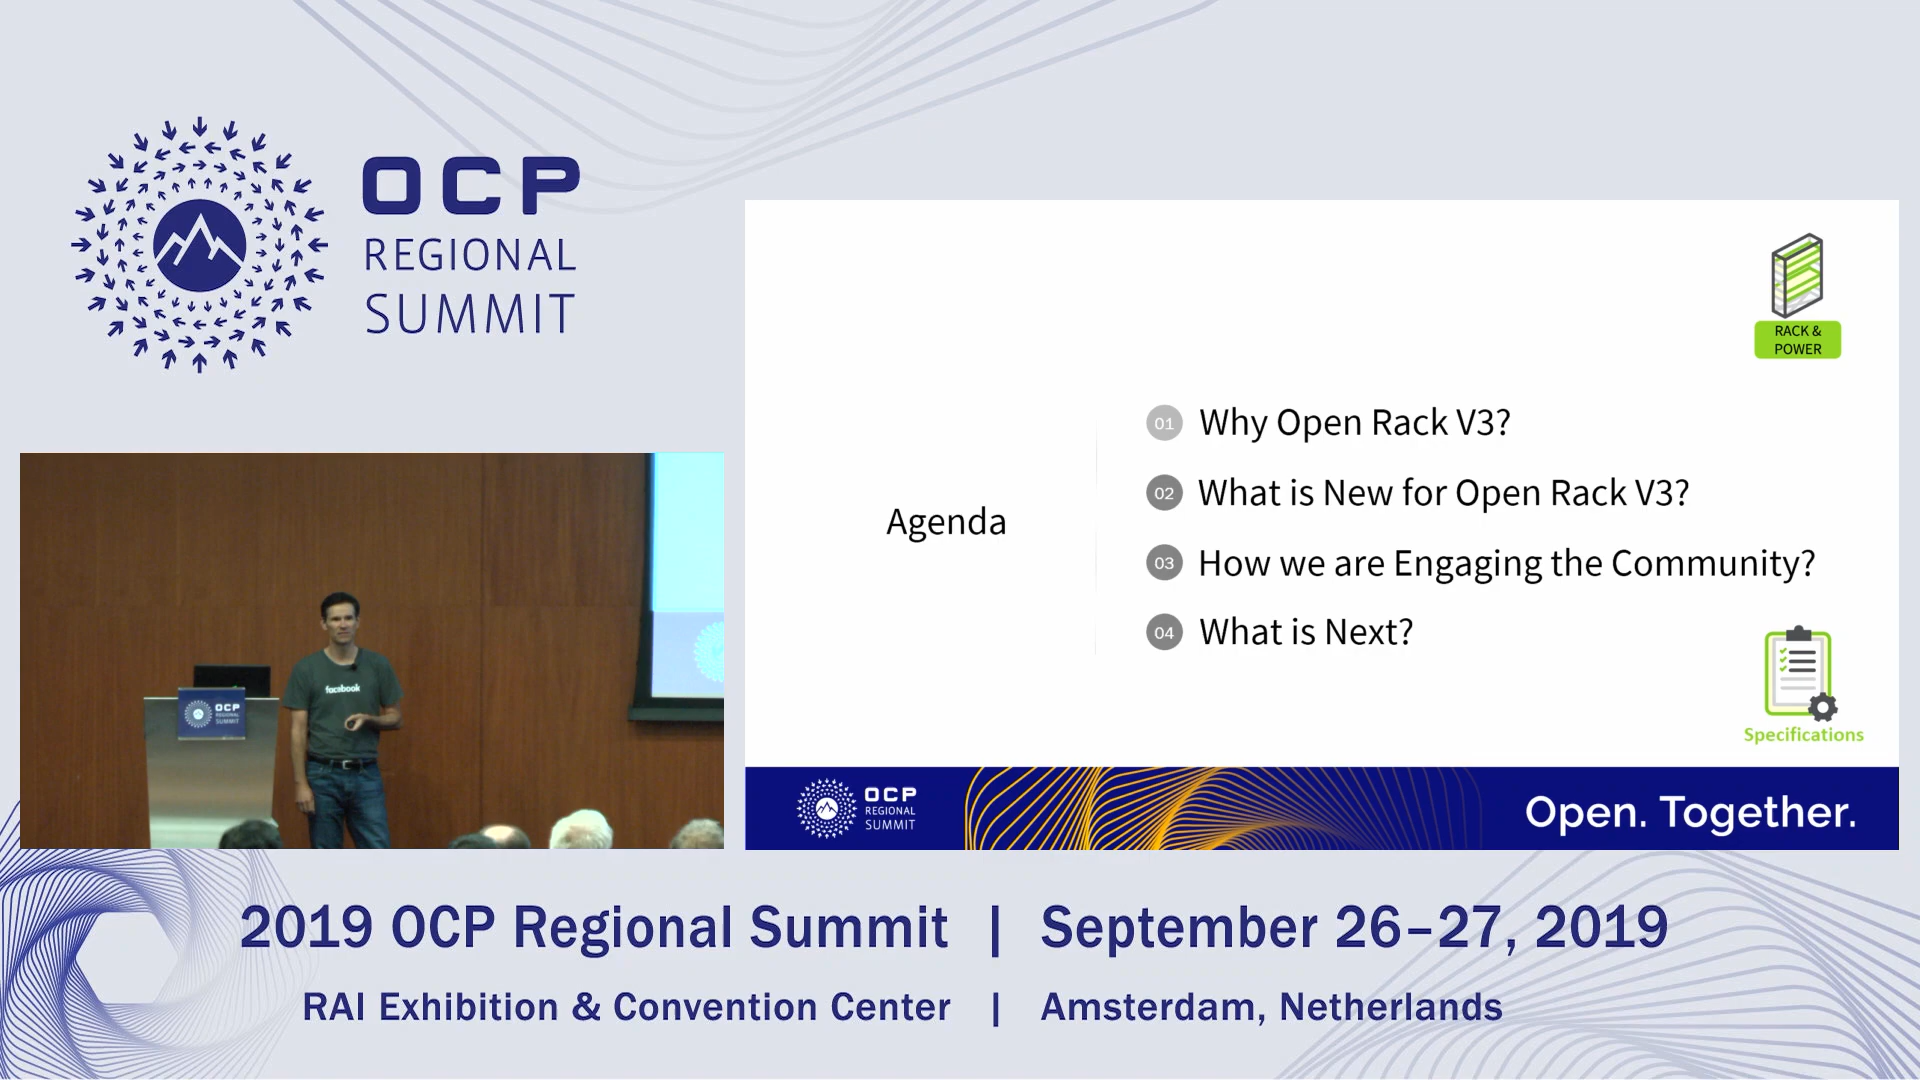 OCP
REGIONAL
SUMMIT
RACK &
POWER
Agenda
01 Why Open Rack V3?
02 What is New for Open Rack V3?
03 How we are Engaging the Community?
04 What is Next?
Specifications
facebook
OCP
REGIONAL
SUMMIT
OCP
REGIONAL
SUMMIT
Open. Together.
2019 OCP Regional Summit | September 26–27, 2019
RAI Exhibition & Convention Center | Amsterdam, Netherlands